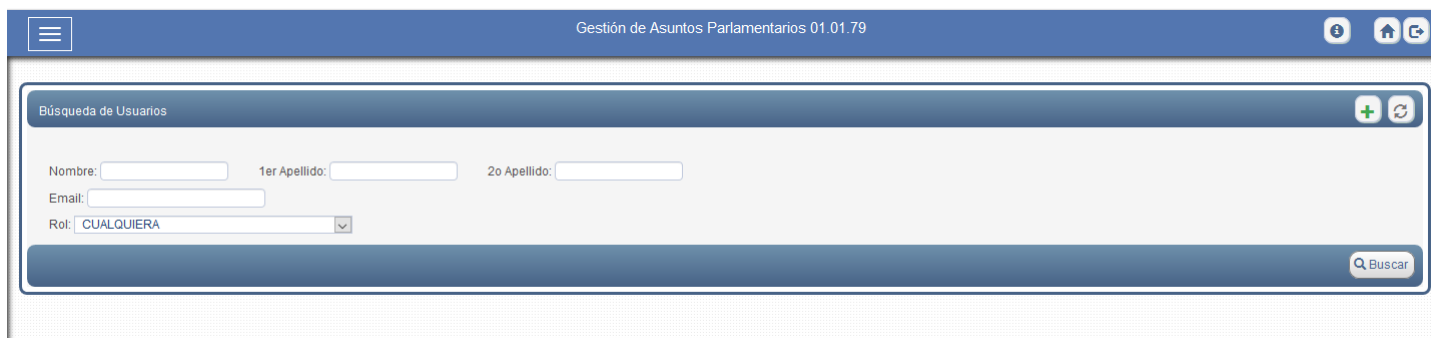 Gestión de Asuntos Parlamentarios 01.01.79
Búsqueda de Usuarios
Nombre: 1er Apellido: 2o Apellido:
Email:
Rol: CUALQUIERA
Buscar